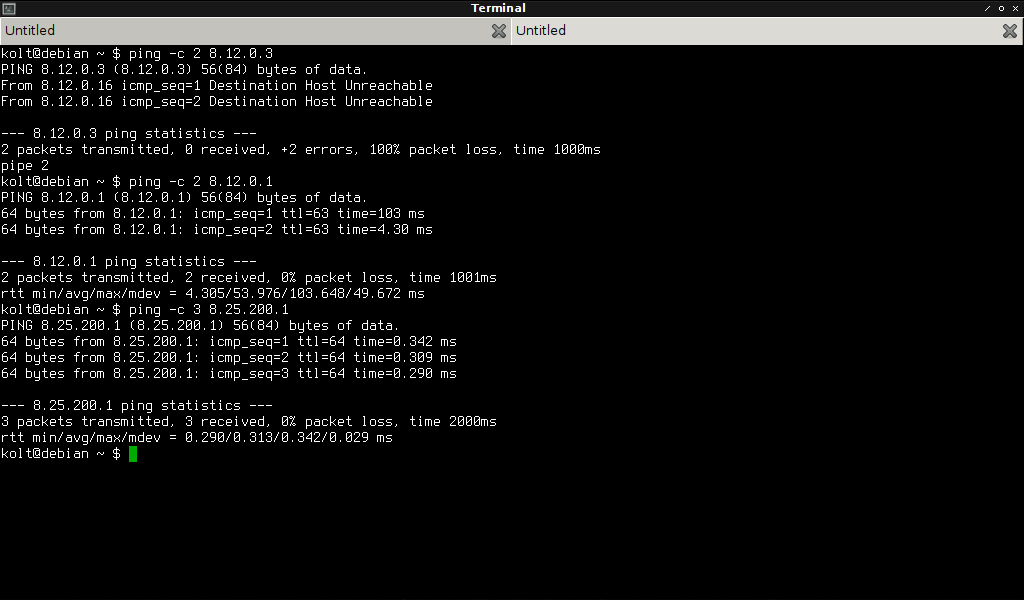 Terminal
Untitled
Untitled
kolt@debian ~ $ ping -c 2 8.12.0.3
PING 8.12.0.3 (8.12.0.3) 56(84) bytes of data.
From 8.12.0.16 icmp_seq=1 Destination Host Unreachable
From 8.12.0.16 icmp_seq=2 Destination Host Unreachable

--- 8.12.0.3 ping statistics ---
2 packets transmitted, 0 received, +2 errors, 100% packet loss, time 1000ms
pipe 2
kolt@debian ~ $ ping -c 2 8.12.0.1
PING 8.12.0.1 (8.12.0.1) 56(84) bytes of data.
64 bytes from 8.12.0.1: icmp_seq=1 ttl=63 time=103 ms
64 bytes from 8.12.0.1: icmp_seq=2 ttl=63 time=4.30 ms

--- 8.12.0.1 ping statistics ---
2 packets transmitted, 2 received, 0% packet loss, time 1001ms
rtt min/avg/max/mdev = 4.305/53.976/103.648/49.672 ms
kolt@debian ~ $ ping -c 3 8.25.200.1
PING 8.25.200.1 (8.25.200.1) 56(84) bytes of data.
64 bytes from 8.25.200.1: icmp_seq=1 ttl=64 time=0.342 ms
64 bytes from 8.25.200.1: icmp_seq=2 ttl=64 time=0.309 ms
64 bytes from 8.25.200.1: icmp_seq=3 ttl=64 time=0.290 ms

--- 8.25.200.1 ping statistics ---
3 packets transmitted, 3 received, 0% packet loss, time 2000ms
rtt min/avg/max/mdev = 0.290/0.313/0.342/0.029 ms
kolt@debian ~ $